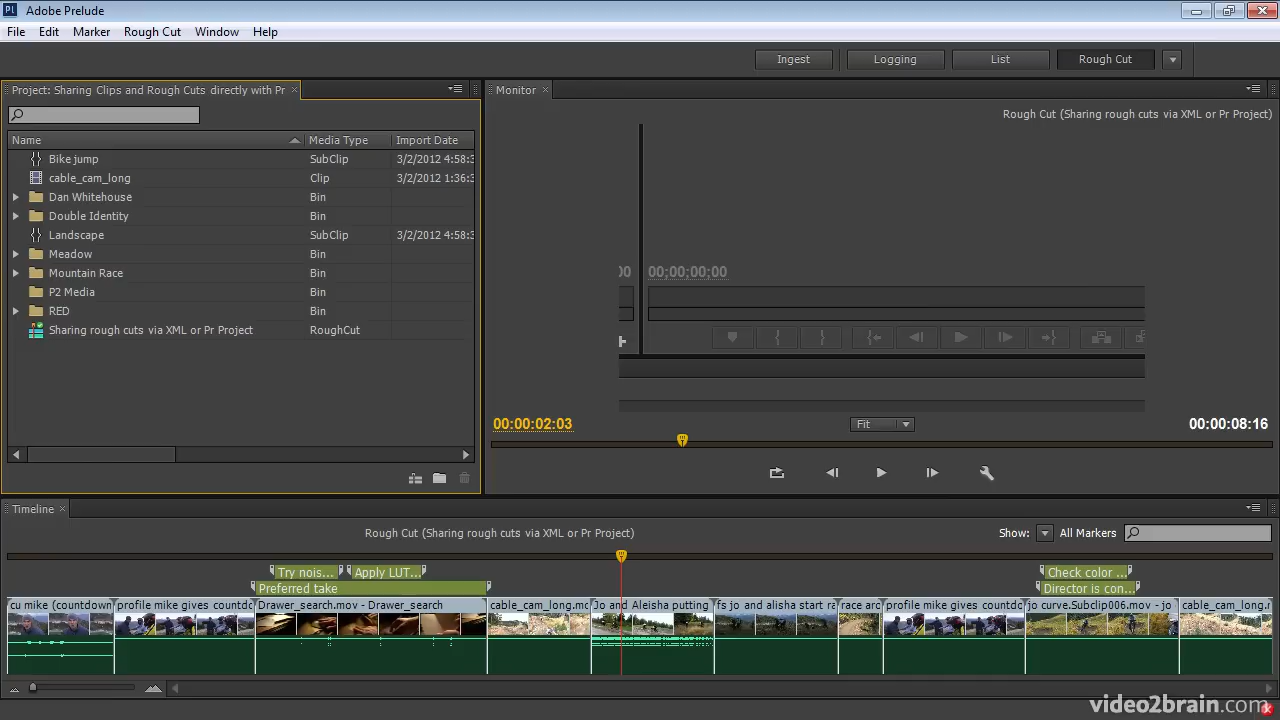 Pl Adobe Prelude
File Edit Marker Rough Cut Window Help
Ingest Logging List Rough Cut
Project: Sharing Clips and Rough Cuts directly with Pr
Monitor
Rough Cut (Sharing rough cuts via XML or Pr Project)
Name Media Type Import Date
Bike jump SubClip 3/2/2012 4:58:3
cable_cam_long Clip 3/2/2012 1:36:3
Dan Whitehouse Bin
Double Identity Bin
Landscape SubClip 3/2/2012 4:58:3
Meadow Bin
Mountain Race Bin
P2 Media Bin
RED Bin
Sharing rough cuts via XML or Pr Project RoughCut
00 00;00;00;00
00:00:02:03 Fit 00:00:08:16
Timeline
Rough Cut (Sharing rough cuts via XML or Pr Project)
Show: All Markers
Try nois... Apply LUT... Check color ...
Preferred take Director is con...
cu mike (countdown profile mike gives countdo Drawer_search.mov - Drawer_search cable_cam_long.mo Jo and Aleisha putting fs jo and alisha start ra race aro profile mike gives countdo jo curve.Subclip006.mov - jo cable_cam_long.m
video2brain.com